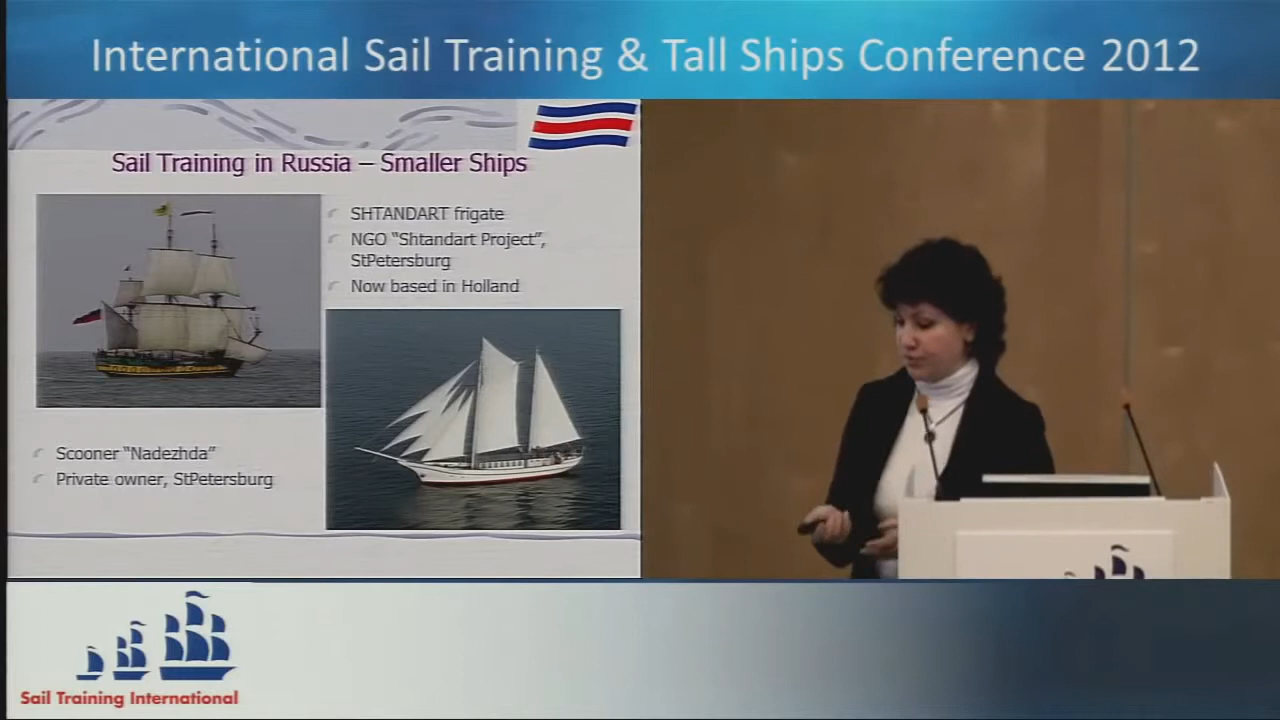 International Sail Training & Tall Ships Conference 2012
Sail Training in Russia – Smaller Ships
SHTANDART frigate
NGO “Shtandart Project”,
StPetersburg
Now based in Holland
Scooner “Nadezhda”
Private owner, StPetersburg
Sail Training International